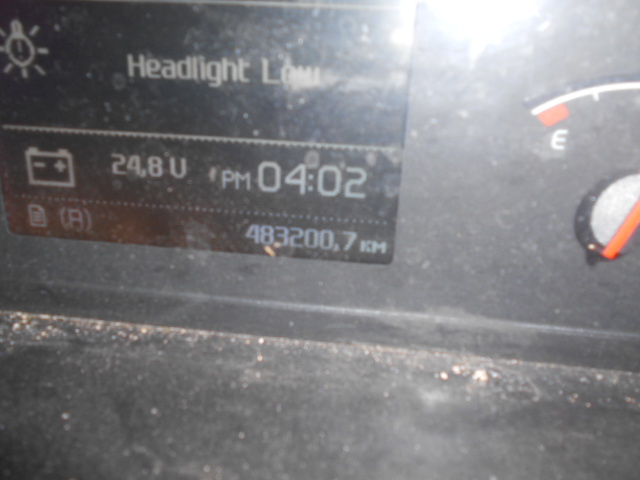 Headlight Low
24,8 V PM 04:02
(A) 483200,7 KM
E